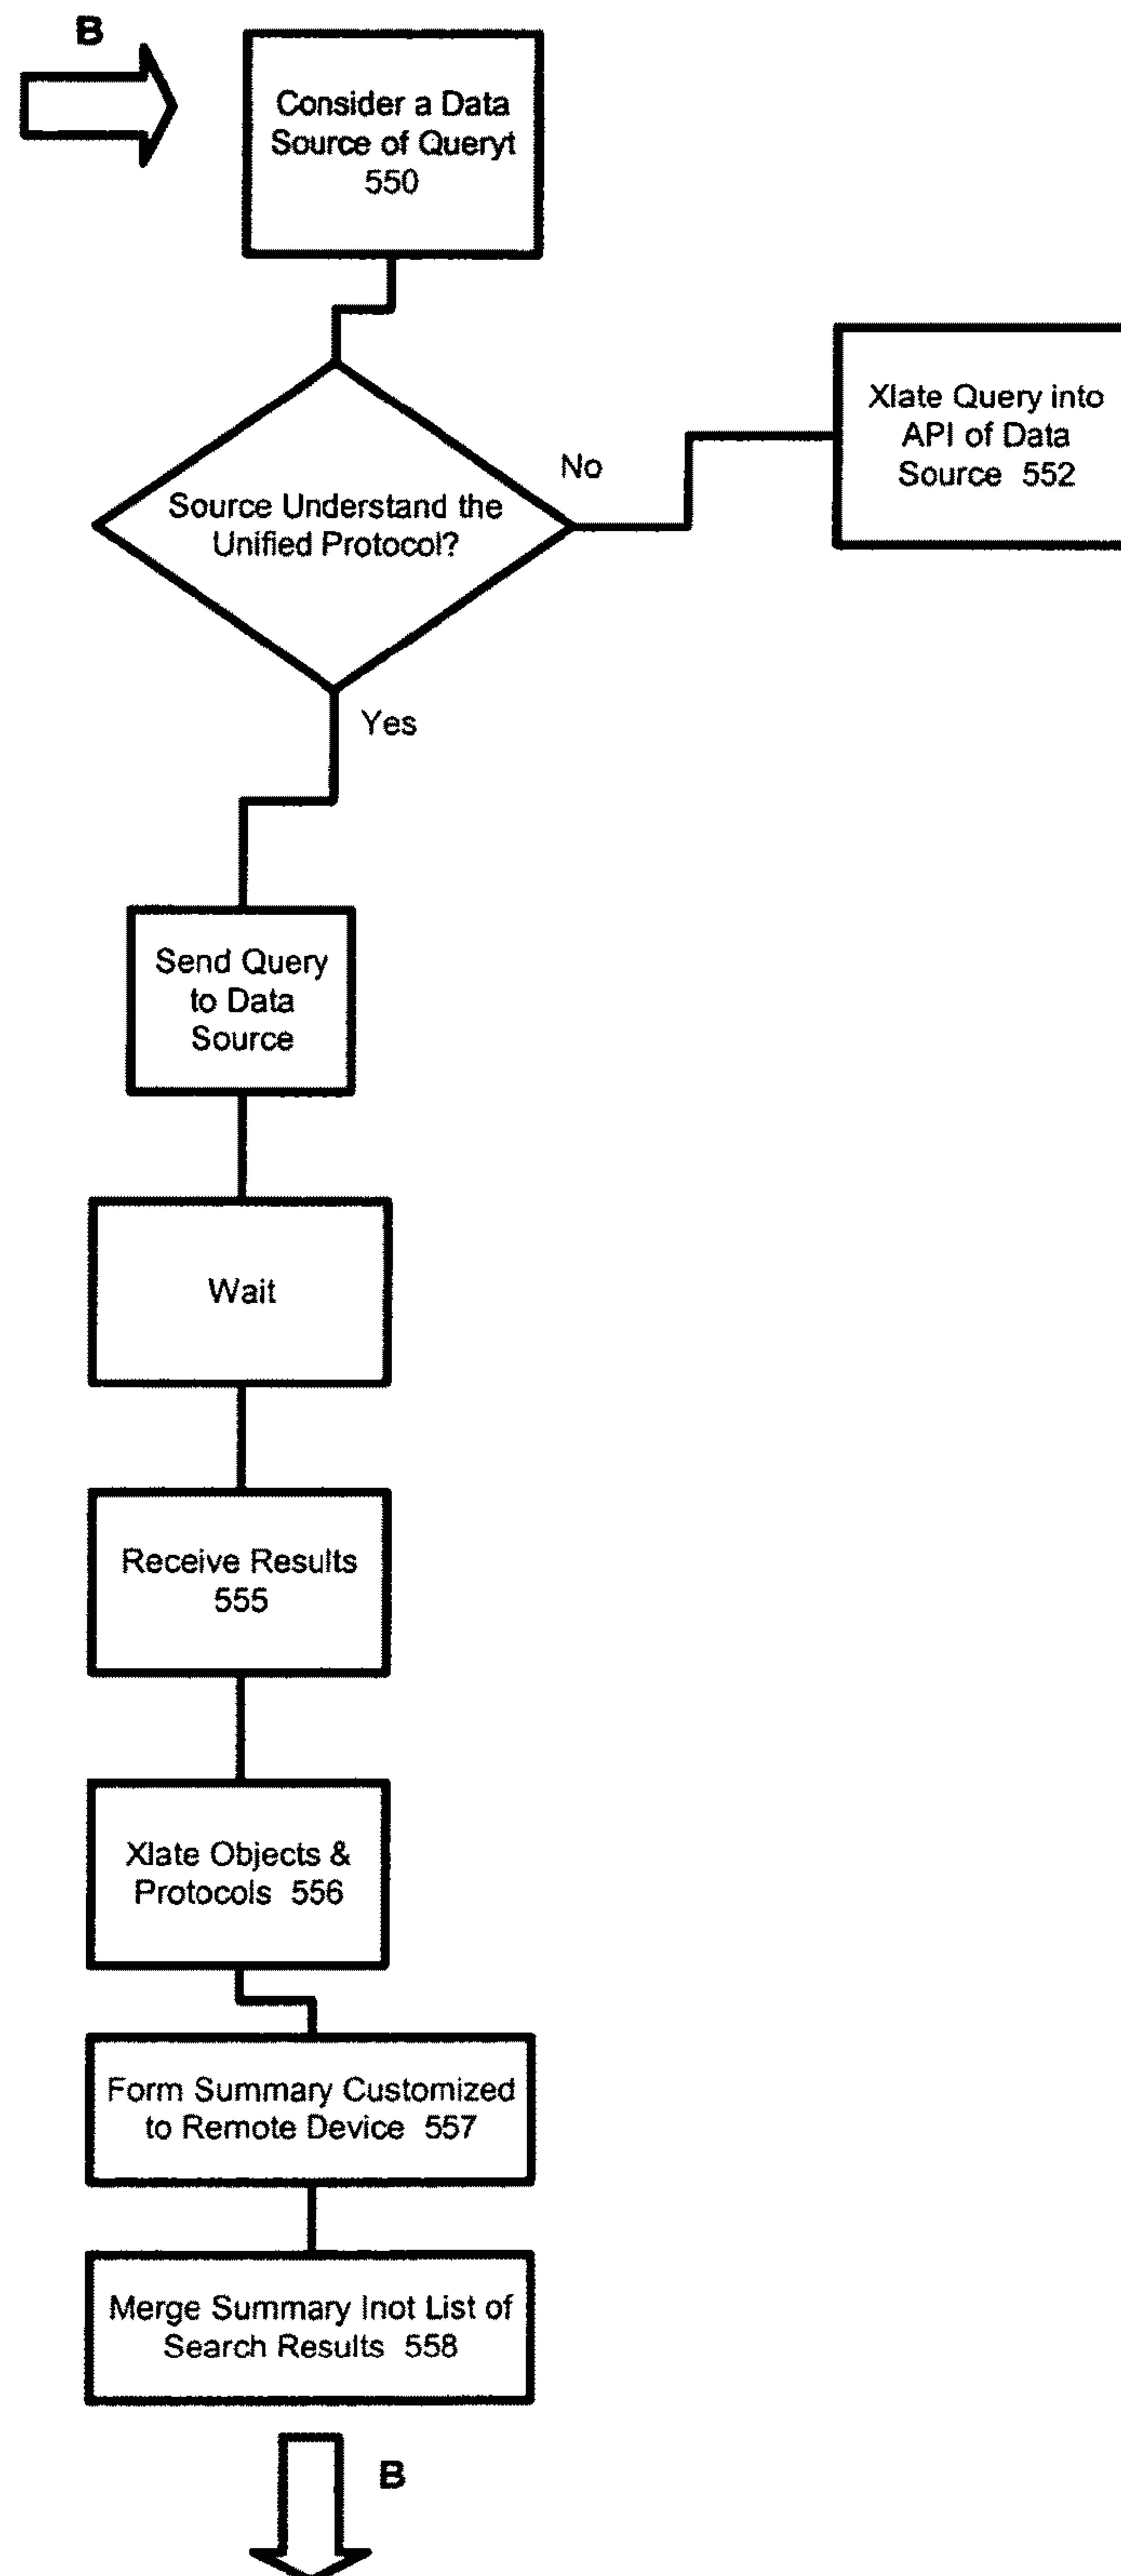 B
Consider a Data
Source of Queryt
550
Xlate Query into
API of Data
Source 552
No
Source Understand the
Unified Protocol?
Yes
Send Query
to Data
Source
Wait
Receive Results
555
Xlate Objects &
Protocols 556
Form Summary Customized
to Remote Device 557
Merge Summary Inot List of
Search Results 558
B